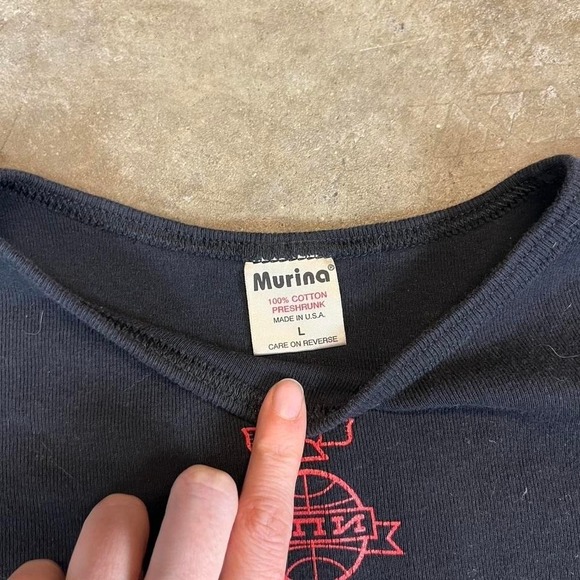 Murina®
100% COTTON
PRESHRUNK
MADE IN U.S.A.
L
CARE ON REVERSE